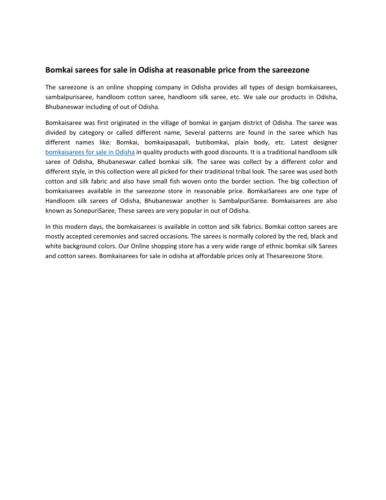 Bomkai sarees for sale in Odisha at reasonable price from the sareezone
The sareezone is an online shopping company in Odisha provides all types of design bomkaisarees,
sambalpurisaree, handloom cotton saree, handloom silk saree, etc. We sale our products in Odisha,
Bhubaneswar including of out of Odisha.
Bomkaisaree was first originated in the village of bomkai in ganjam district of Odisha. The saree was
divided by category or called different name, Several patterns are found in the saree which has
different names like: Bomkai, bomkaipasapali, butibomkai, plain body, etc. Latest designer
bomkaisarees for sale in Odisha in quality products with good discounts. It is a traditional handloom silk
saree of Odisha, Bhubaneswar called bomkai silk. The saree was collect by a different color and
different style, in this collection were all picked for their traditional tribal look. The saree was used both
cotton and silk fabric and also have small fish woven onto the border section. The big collection of
bomkaisarees available in the sareezone store in reasonable price. BomkaiSarees are one type of
Handloom silk sarees of Odisha, Bhubaneswar another is SambalpuriSaree. Bomkaisarees are also
known as SonepuriSaree, These sarees are very popular in out of Odisha.
In this modern days, the bomkaisarees is available in cotton and silk fabrics. Bomkai cotton sarees are
mostly accepted ceremonies and sacred occasions. The sarees is normally colored by the red, black and
white background colors. Our Online shopping store has a very wide range of ethnic bomkai silk Sarees
and cotton sarees. Bomkaisarees for sale in odisha at affordable prices only at Thesareezone Store.